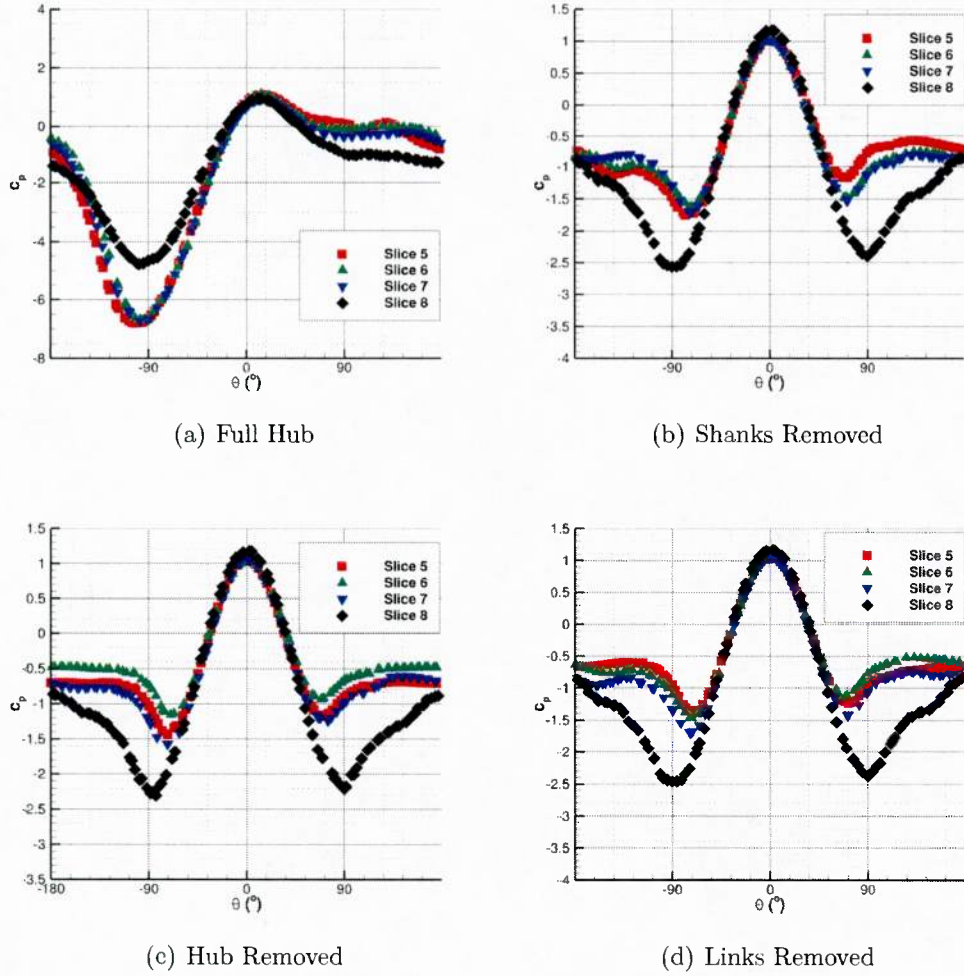 4
2
0
-2
-4
-6
-8
C_p
-90
0
90
θ (°)
Slice 5
Slice 6
Slice 7
Slice 8
(a) Full Hub
1.5
1
0.5
0
-0.5
-1
-1.5
-2
-2.5
-3
-3.5
-4
C_p
-90
0
90
θ (°)
Slice 5
Slice 6
Slice 7
Slice 8
(b) Shanks Removed
1.5
1
0.5
0
-0.5
-1
-1.5
-2
-2.5
-3
-3.5
C_p
-180
-90
0
90
θ (°)
Slice 5
Slice 6
Slice 7
Slice 8
(c) Hub Removed
1.5
1
0.5
0
-0.5
-1
-1.5
-2
-2.5
-3
-3.5
-4
C_p
-90
0
90
θ (°)
Slice 5
Slice 6
Slice 7
Slice 8
(d) Links Removed